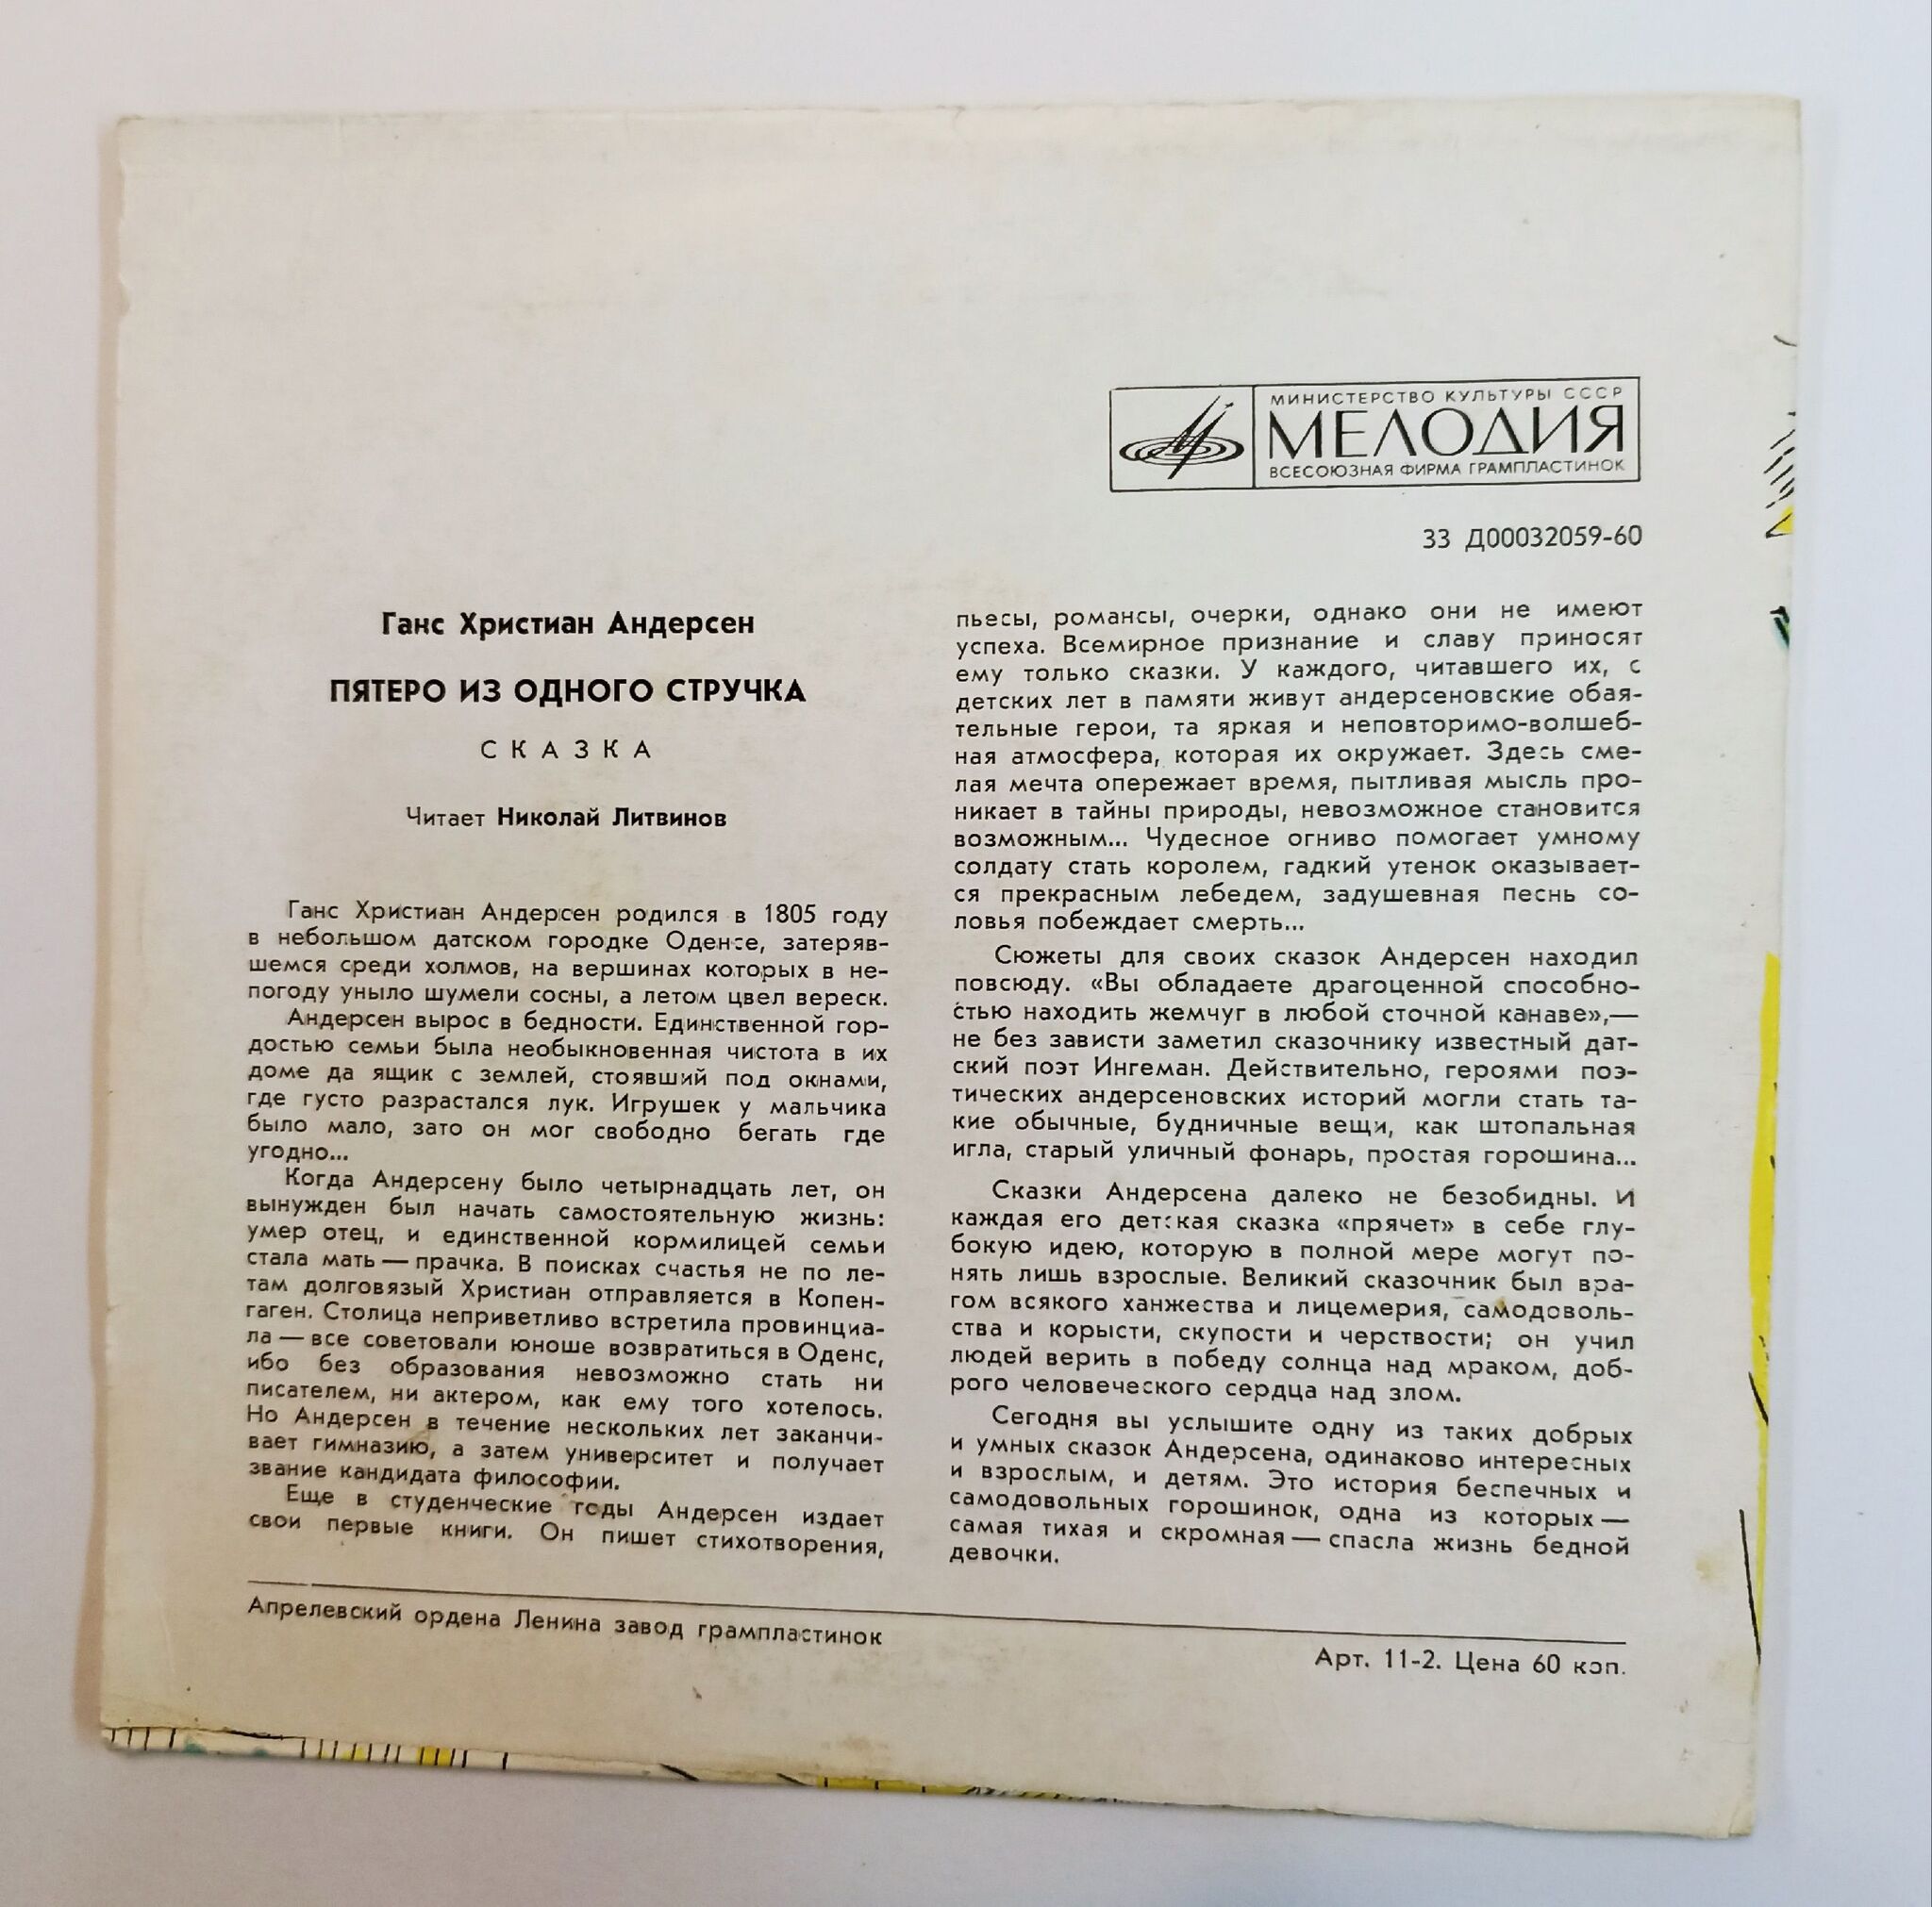 МИНИСТЕРСТВО КУЛЬТУРЫ СССР
МЕЛОДИЯ
ВСЕСОЮЗНАЯ ФИРМА ГРАМПЛАСТИНОК
33 Д00032059-60
Ганс Христиан Андерсен
ПЯТЕРО ИЗ ОДНОГО СТРУЧКА
СКАЗКА
Читает Николай Литвинов
Ганс Христиан Андерсен родился в 1805 году
в небольшом датском городке Оденсе, затеряв-
шемся среди холмов, на вершинах которых в не-
погоду уныло шумели сосны, а летом цвел вереск.
Андерсен вырос в бедности. Единственной гор-
достью семьи была необыкновенная чистота в их
доме да ящик с землей, стоявший под окнами,
где густо разрастался лук. Игрушек у мальчика
было мало, зато он мог свободно бегать где
угодно...
Когда Андерсену было четырнадцать лет, он
вынужден был начать самостоятельную жизнь:
умер отец, и единственной кормилицей семьи
стала мать — прачка. В поисках счастья не по ле-
там долговязый Христиан отправляется в Копен-
гаген. Столица неприветливо встретила провинциа-
ла — все советовали юноше возвратиться в Оденс,
ибо без образования невозможно стать ни
писателем, ни актером, как ему того хотелось.
Но Андерсен в течение нескольких лет заканчи-
вает гимназию, а затем университет и получает
звание кандидата философии.
Еще в студенческие годы Андерсен издает
свои первые книги. Он пишет стихотворения,
пьесы, романсы, очерки, однако они не имеют
успеха. Всемирное признание и славу приносят
ему только сказки. У каждого, читавшего их, с
детских лет в памяти живут андерсеновские обая-
тельные герои, та яркая и неповторимо-волшеб-
ная атмосфера, которая их окружает. Здесь сме-
лая мечта опережает время, пытливая мысль про-
никает в тайны природы, невозможное становится
возможным... Чудесное огниво помогает умному
солдату стать королем, гадкий утенок оказывает-
ся прекрасным лебедем, задушевная песнь со-
ловья побеждает смерть...
Сюжеты для своих сказок Андерсен находил
повсюду. «Вы обладаете драгоценной способно-
стью находить жемчуг в любой сточной канаве»,—
не без зависти заметил сказочнику известный дат-
ский поэт Ингеман. Действительно, героями поэ-
тических андерсеновских историй могли стать та-
кие обычные, будничные вещи, как штопальная
игла, старый уличный фонарь, простая горошина...
Сказки Андерсена далеко не безобидны. И
каждая его детская сказка «прячет» в себе глу-
бокую идею, которую в полной мере могут по-
нять лишь взрослые. Великий сказочник был вра-
гом всякого ханжества и лицемерия, самодоволь-
ства и корысти, скупости и черствости; он учил
людей верить в победу солнца над мраком, доб-
рого человеческого сердца над злом.
Сегодня вы услышите одну из таких добрых
и умных сказок Андерсена, одинаково интересных
и взрослым, и детям. Это история беспечных и
самодовольных горошинок, одна из которых —
самая тихая и скромная — спасла жизнь бедной
девочки.
Апрелевский ордена Ленина завод грампластинок
Арт. 11-2. Цена 60 коп.